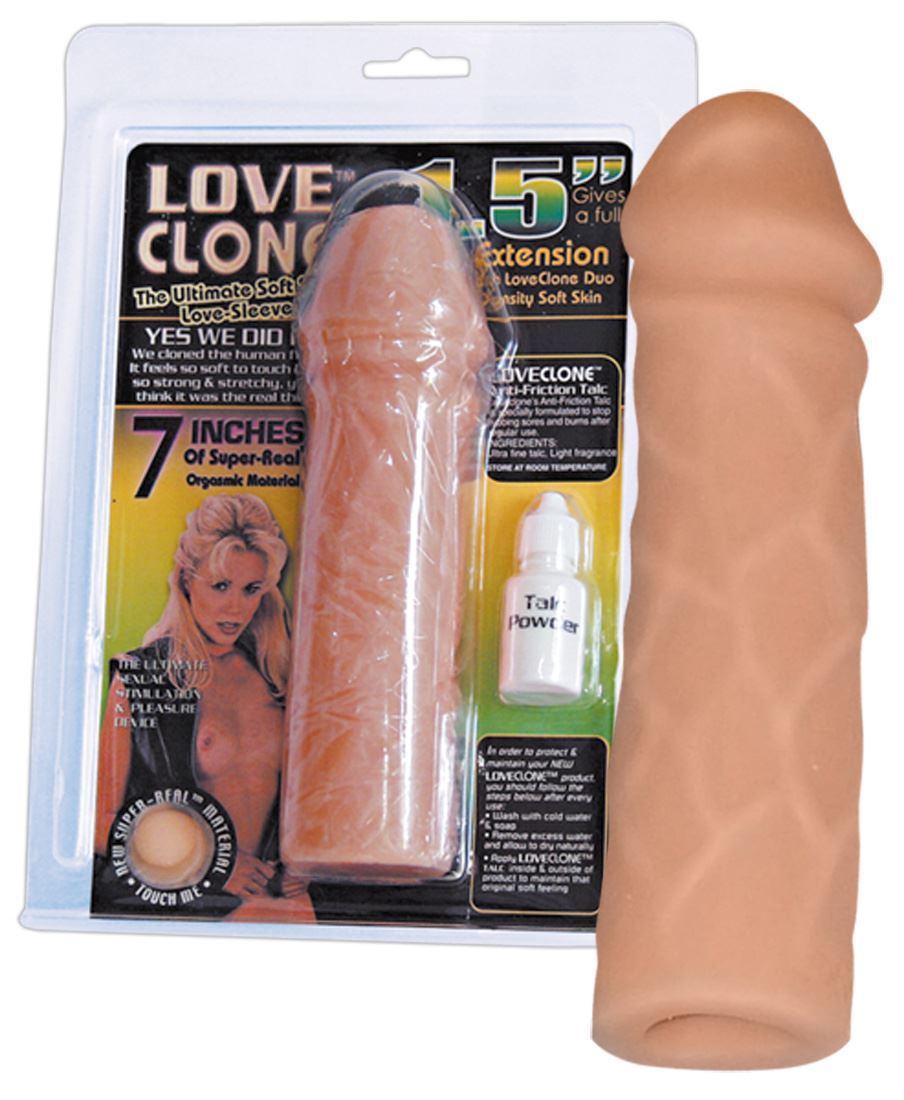 LOVE™
CLONE
The Ultimate Soft
Love-Sleeve
YES WE DID
We cloned the human
It feels so soft to touch
so strong & stretchy,
think it was the real
7 INCHES
Of Super-Real
Orgasmic Material
THE ULTIMATE
SEXUAL
STIMULATION
& PLEASURE
DEVICE
NEW SUPER-REAL™ MATERIAL
• TOUCH ME •
1.5”
Gives
a full
Extension
LoveClone Duo
Density Soft Skin
LOVECLONE™
Anti-Friction Talc
Anti-Friction Talc
specially formulated to stop
sores and burns after
regular use.
INGREDIENTS:
Ultra fine talc, Light fragrance
STORE AT ROOM TEMPERATURE
Talc
Powder
In order to protect &
maintain your NEW
LOVECLONE™ product,
you should follow the
steps below after every
use:
• Wash with cold water
& soap
• Remove excess water
and allow to dry naturally
• Apply LOVECLONE™
TALC inside & outside of
product to maintain that
original soft feeling